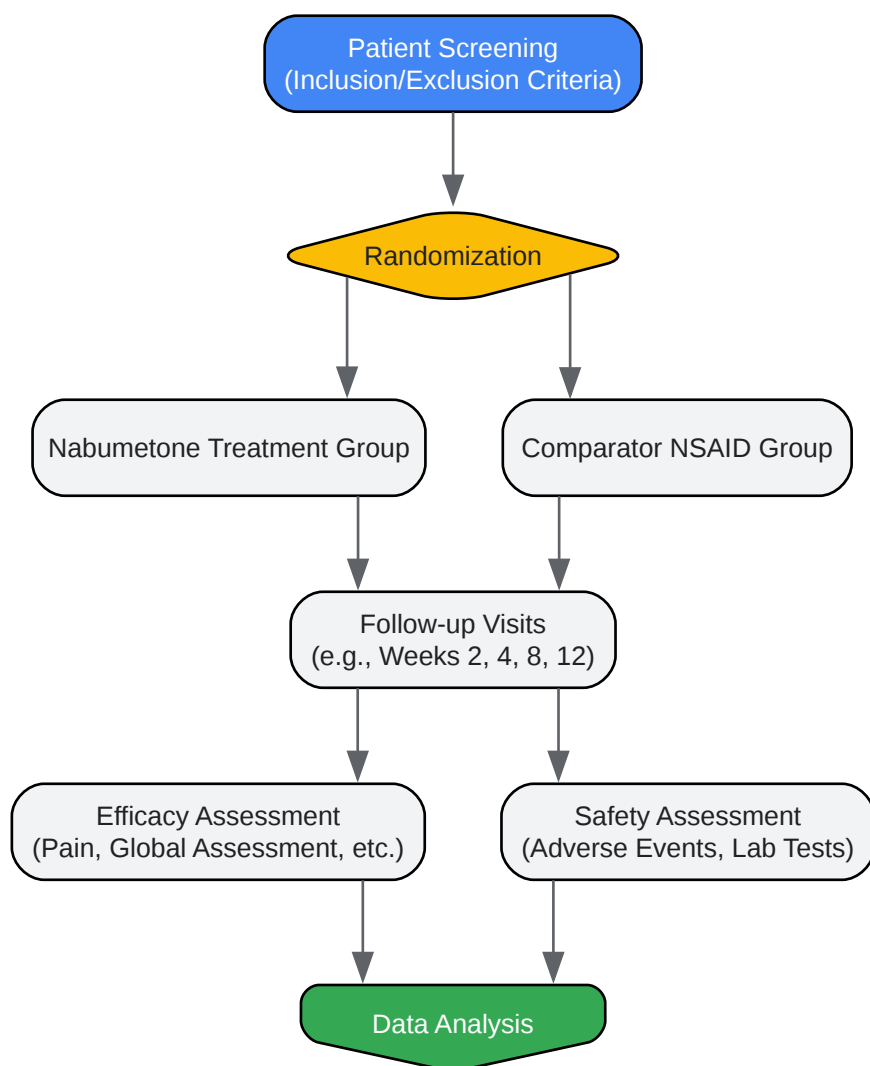 Patient Screening
(Inclusion/Exclusion Criteria)
Randomization
Nabumetone Treatment Group
Comparator NSAID Group
Follow-up Visits
(e.g., Weeks 2, 4, 8, 12)
Efficacy Assessment
(Pain, Global Assessment, etc.)
Safety Assessment
(Adverse Events, Lab Tests)
Data Analysis